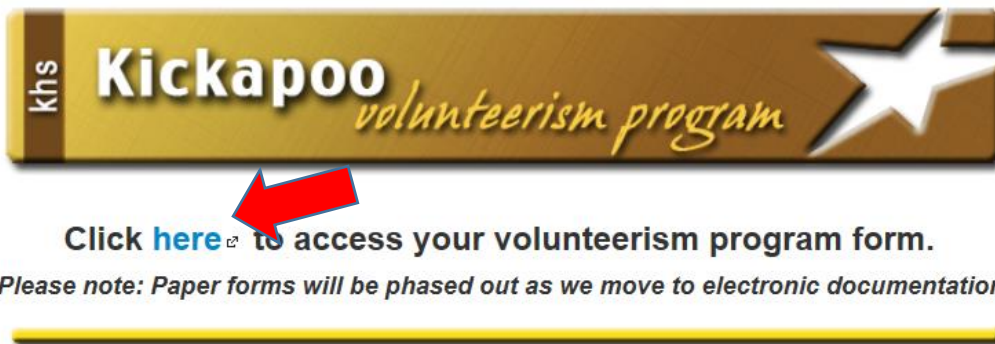 khs
Kickapoo
volunteerism program
Click here to access your volunteerism program form.
Please note: Paper forms will be phased out as we move to electronic documentation